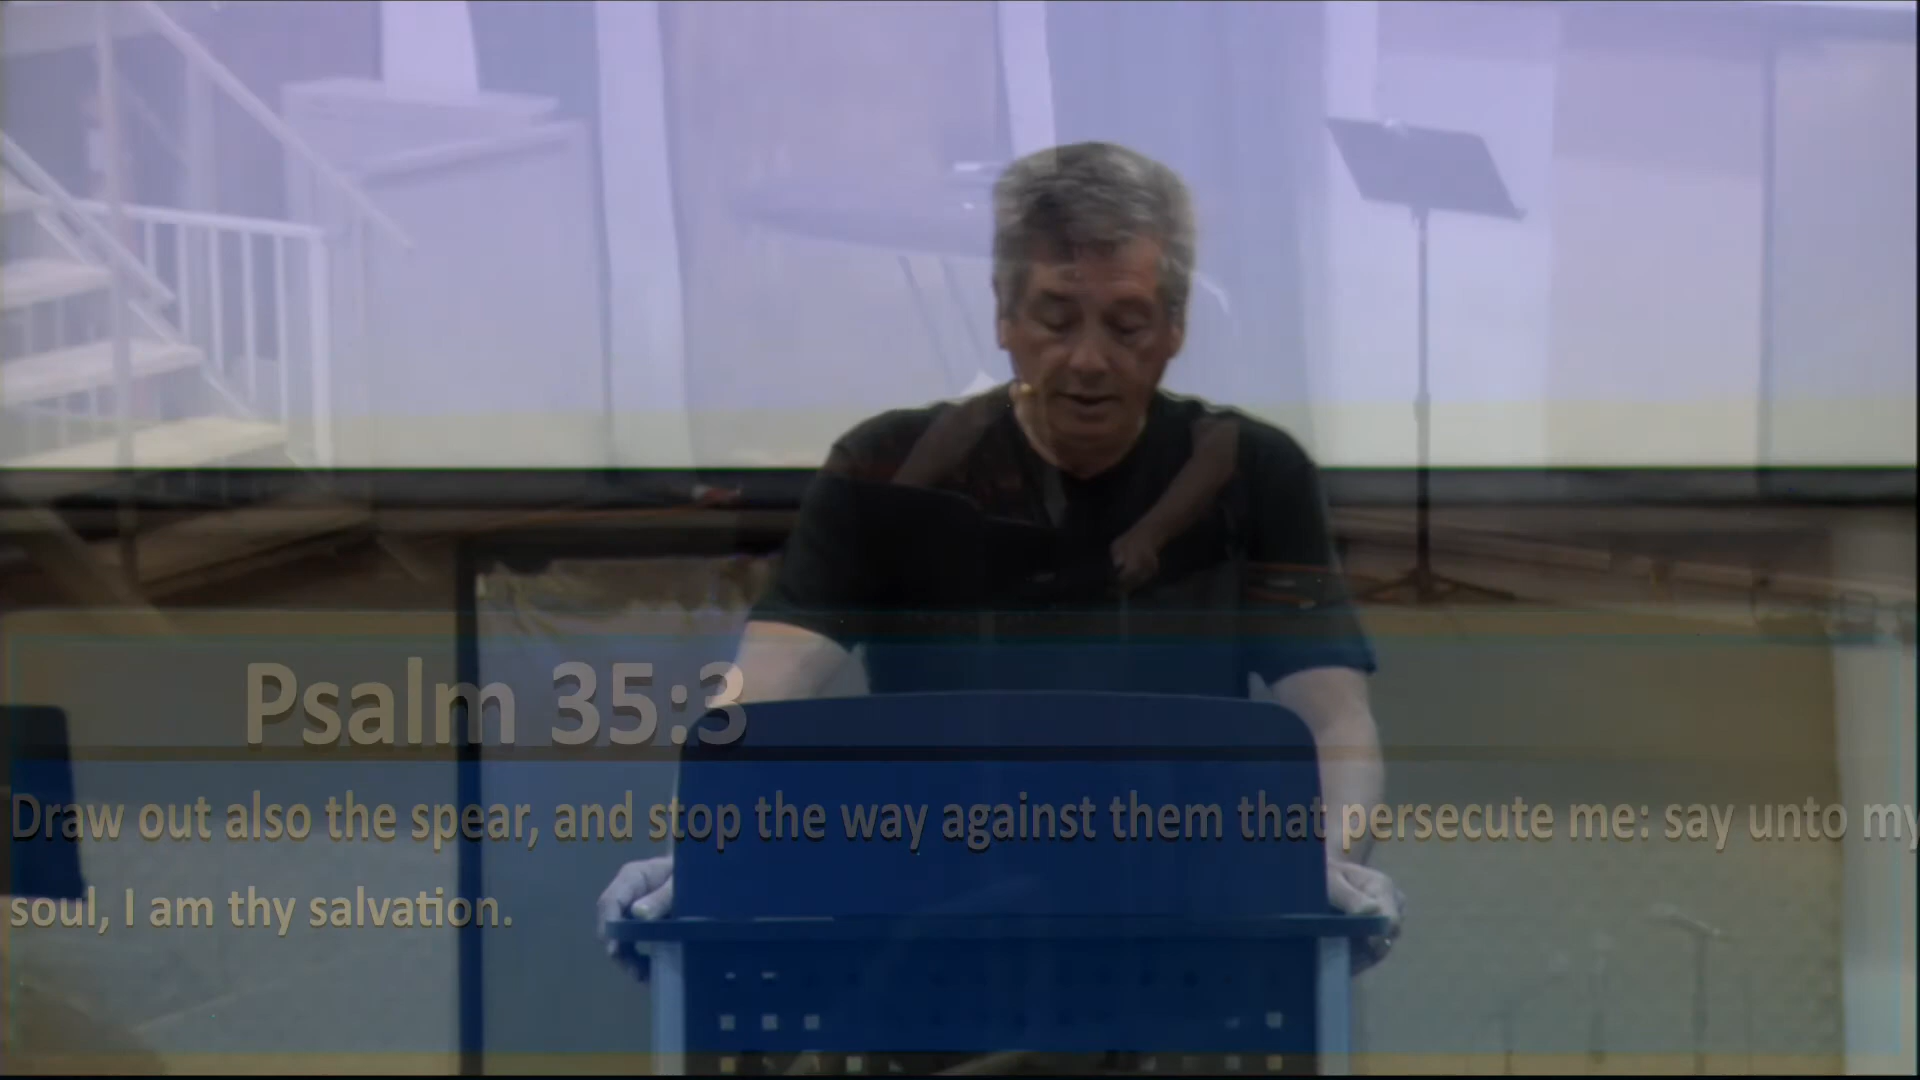 Psalm 35:3
Draw out also the spear, and stop the way against them that persecute me: say unto my
soul, I am thy salvation.